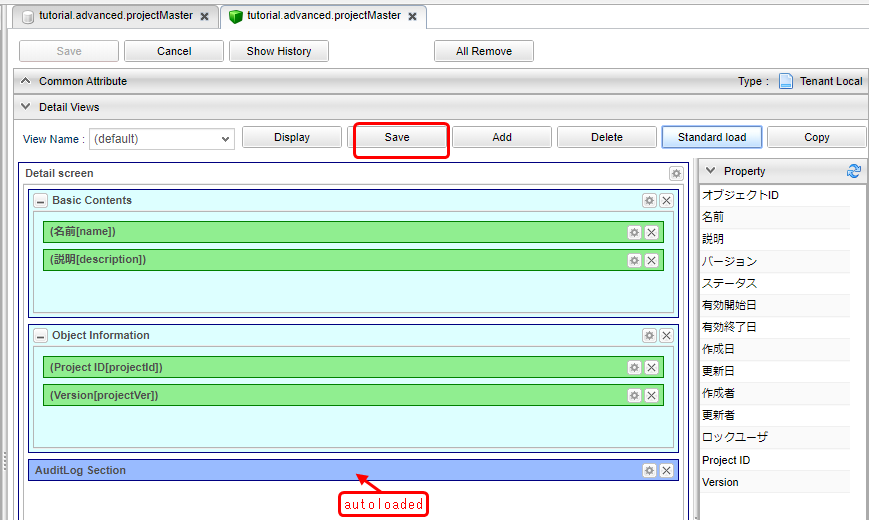 tutorial.advanced.projectMaster
tutorial.advanced.projectMaster
Save
Cancel
Show History
All Remove
Common Attribute
Type :
Tenant Local
Detail Views
View Name :
(default)
Display
Save
Add
Delete
Standard load
Copy
Detail screen
Basic Contents
(名前[name])
(説明[description])
Object Information
(Project ID[projectId])
(Version[projectVer])
AuditLog Section
autoloaded
Property
オブジェクトID
名前
説明
バージョン
ステータス
有効開始日
有効終了日
作成日
更新日
作成者
更新者
ロックユーザ
Project ID
Version